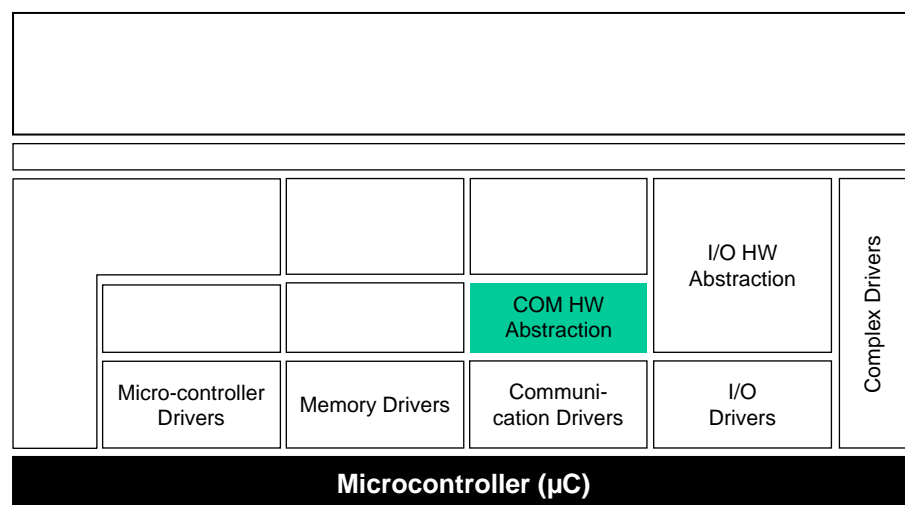 I/O HW
Abstraction
Complex Drivers
COM HW
Abstraction
Micro-controller
Drivers
Memory Drivers
Communi-
cation Drivers
I/O
Drivers
Microcontroller (µC)